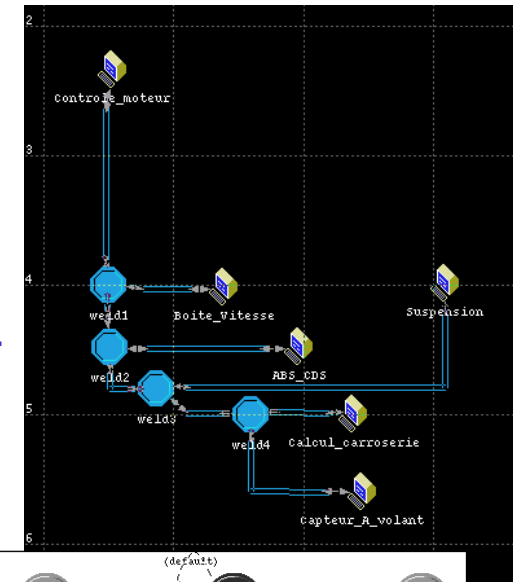 2
Controle_moteur
3
4
weld1
Boite_Vitesse
Suspension
weld2
ABS_CDS
weld3
5
weld4
Calcul_carroserie
Capteur_A_volant
6
(default)